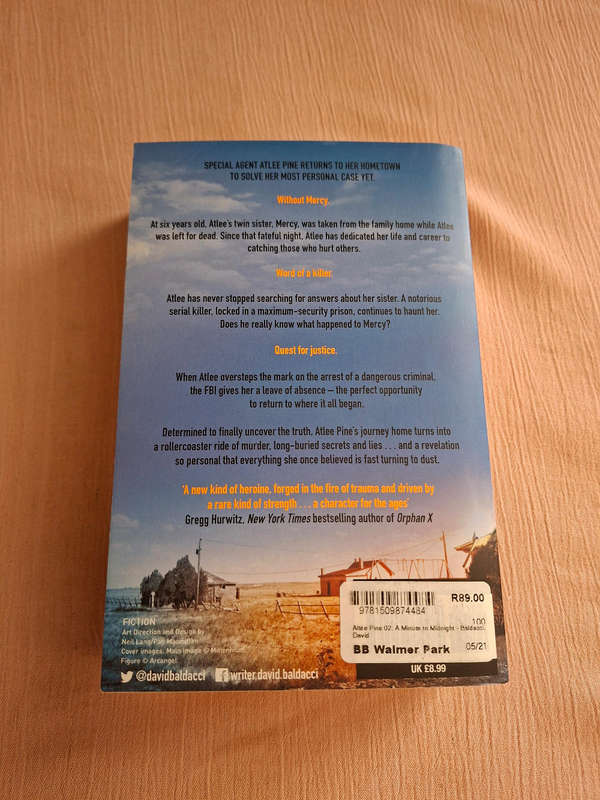 SPECIAL AGENT ATLEE PINE RETURNS TO HER HOMETOWN
TO SOLVE HER MOST PERSONAL CASE YET.
Without Mercy.
At six years old, Atlee's twin sister, Mercy, was taken from the family home while Atlee
was left for dead. Since that fateful night, Atlee has dedicated her life and career to
catching those who hurt others.
Word of a killer.
Atlee has never stopped searching for answers about her sister. A notorious
serial killer, locked in a maximum-security prison, continues to haunt her.
Does he really know what happened to Mercy?
Quest for justice.
When Atlee oversteps the mark on the arrest of a dangerous criminal,
the FBI gives her a leave of absence – the perfect opportunity
to return to where it all began.
Determined to finally uncover the truth, Atlee Pine's journey home turns into
a rollercoaster ride of murder, long-buried secrets and lies . . . and a revelation
so personal that everything she once believed is fast turning to dust.
'A new kind of heroine, forged in the fire of trauma and driven by
a rare kind of strength . . . a character for the ages'
Gregg Hurwitz, New York Times bestselling author of Orphan X
FICTION
Art Direction and Design by
Neil Lang/Pan Macmillan
Cover images: Main image ©
Figure © Arcangel
@davidbaldacci
writer.david.baldacci
R89.00
9781509874484
100
Atlee Pine 02: A Minute to Midnight - Baldacci,
David
05/21
BB Walmer Park
UK £8.99